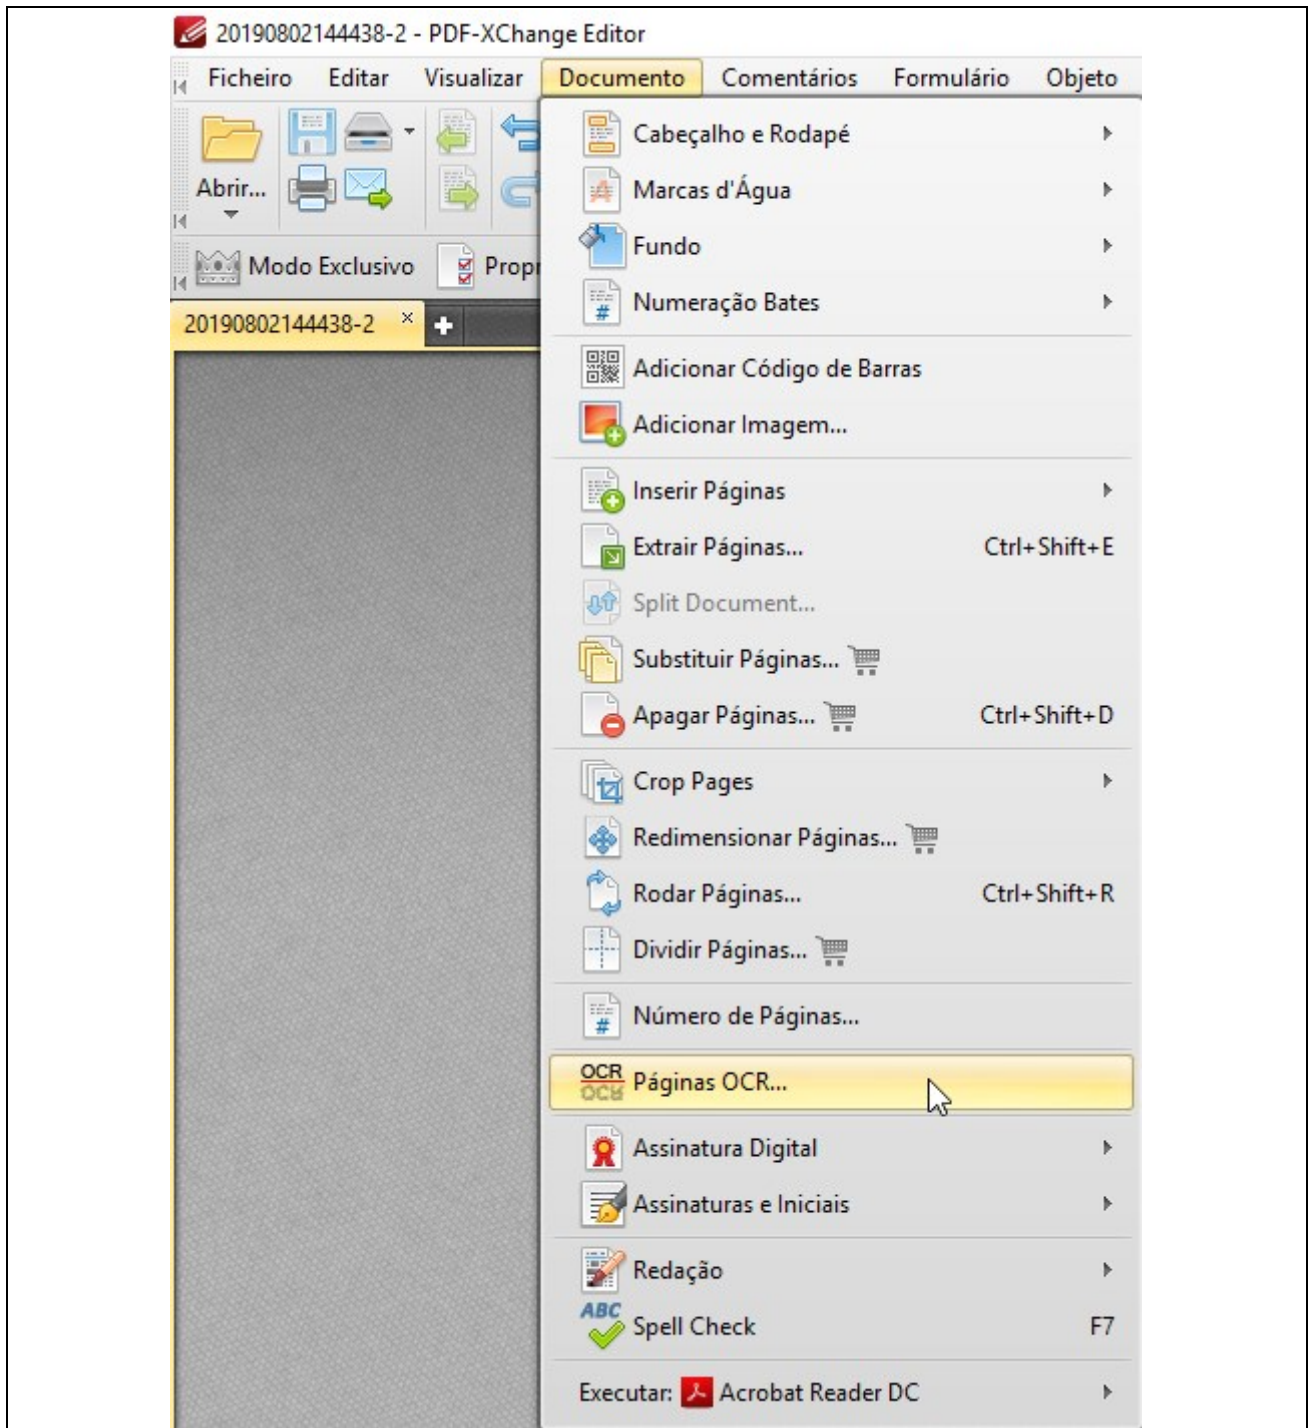 20190802144438-2 - PDF-XChange Editor
Ficheiro Editar Visualizar Documento Comentários Formulário Objeto
Abrir...
Modo Exclusivo Propr
20190802144438-2
Cabeçalho e Rodapé
Marcas d'Água
Fundo
Numeração Bates
Adicionar Código de Barras
Adicionar Imagem...
Inserir Páginas
Extrair Páginas... Ctrl+Shift+E
Split Document...
Substituir Páginas...
Apagar Páginas... Ctrl+Shift+D
Crop Pages
Redimensionar Páginas...
Rodar Páginas... Ctrl+Shift+R
Dividir Páginas...
Número de Páginas...
OCR Páginas OCR...
Assinatura Digital
Assinaturas e Iniciais
Redação
ABC
Spell Check F7
Executar: Acrobat Reader DC